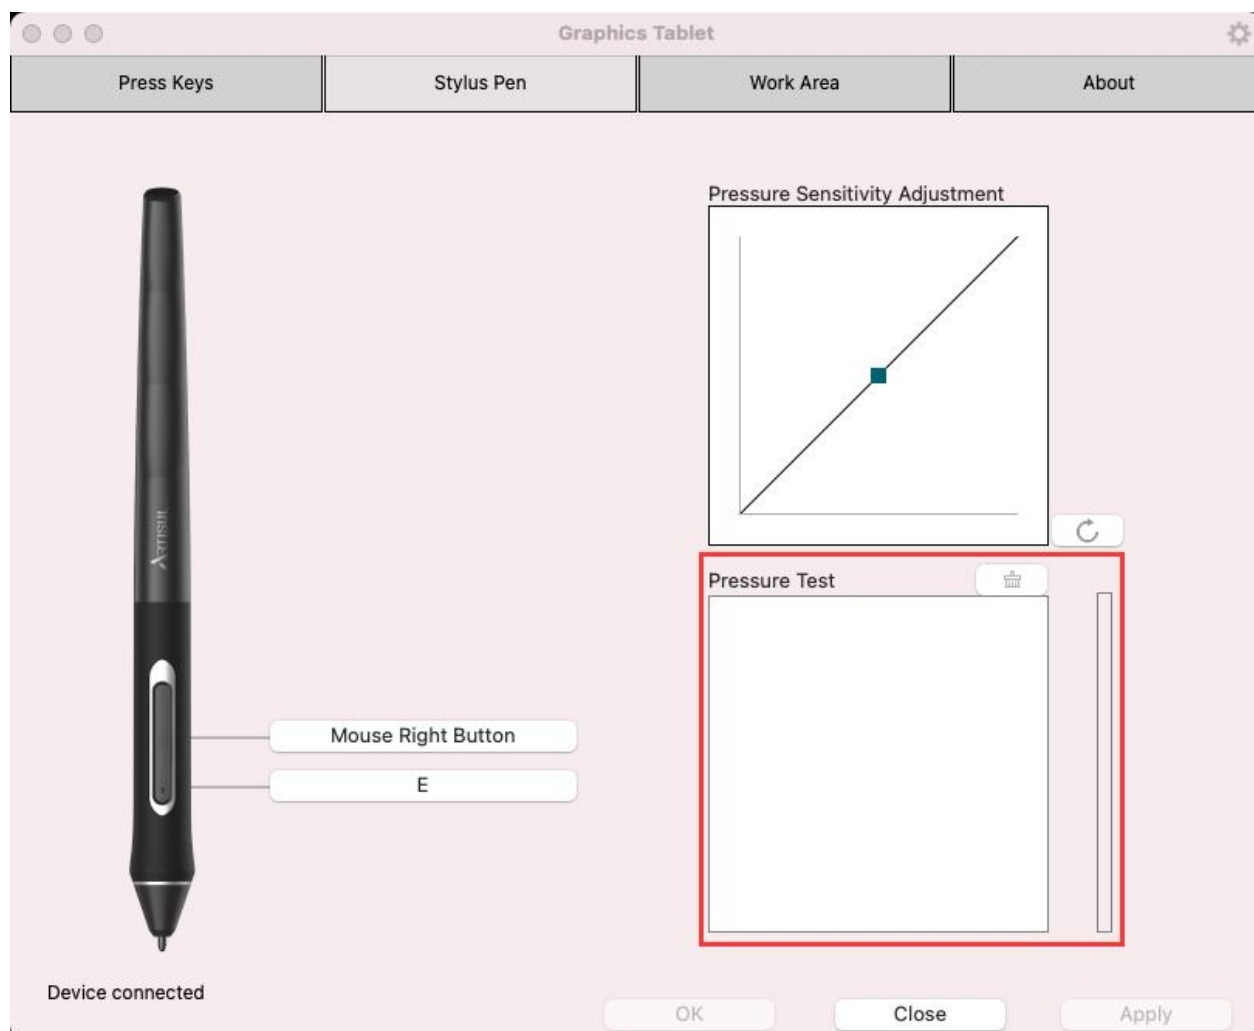 Graphics Tablet
Press Keys
Stylus Pen
Work Area
About
Pressure Sensitivity Adjustment
Pressure Test
Mouse Right Button
E
Device connected
OK
Close
Apply